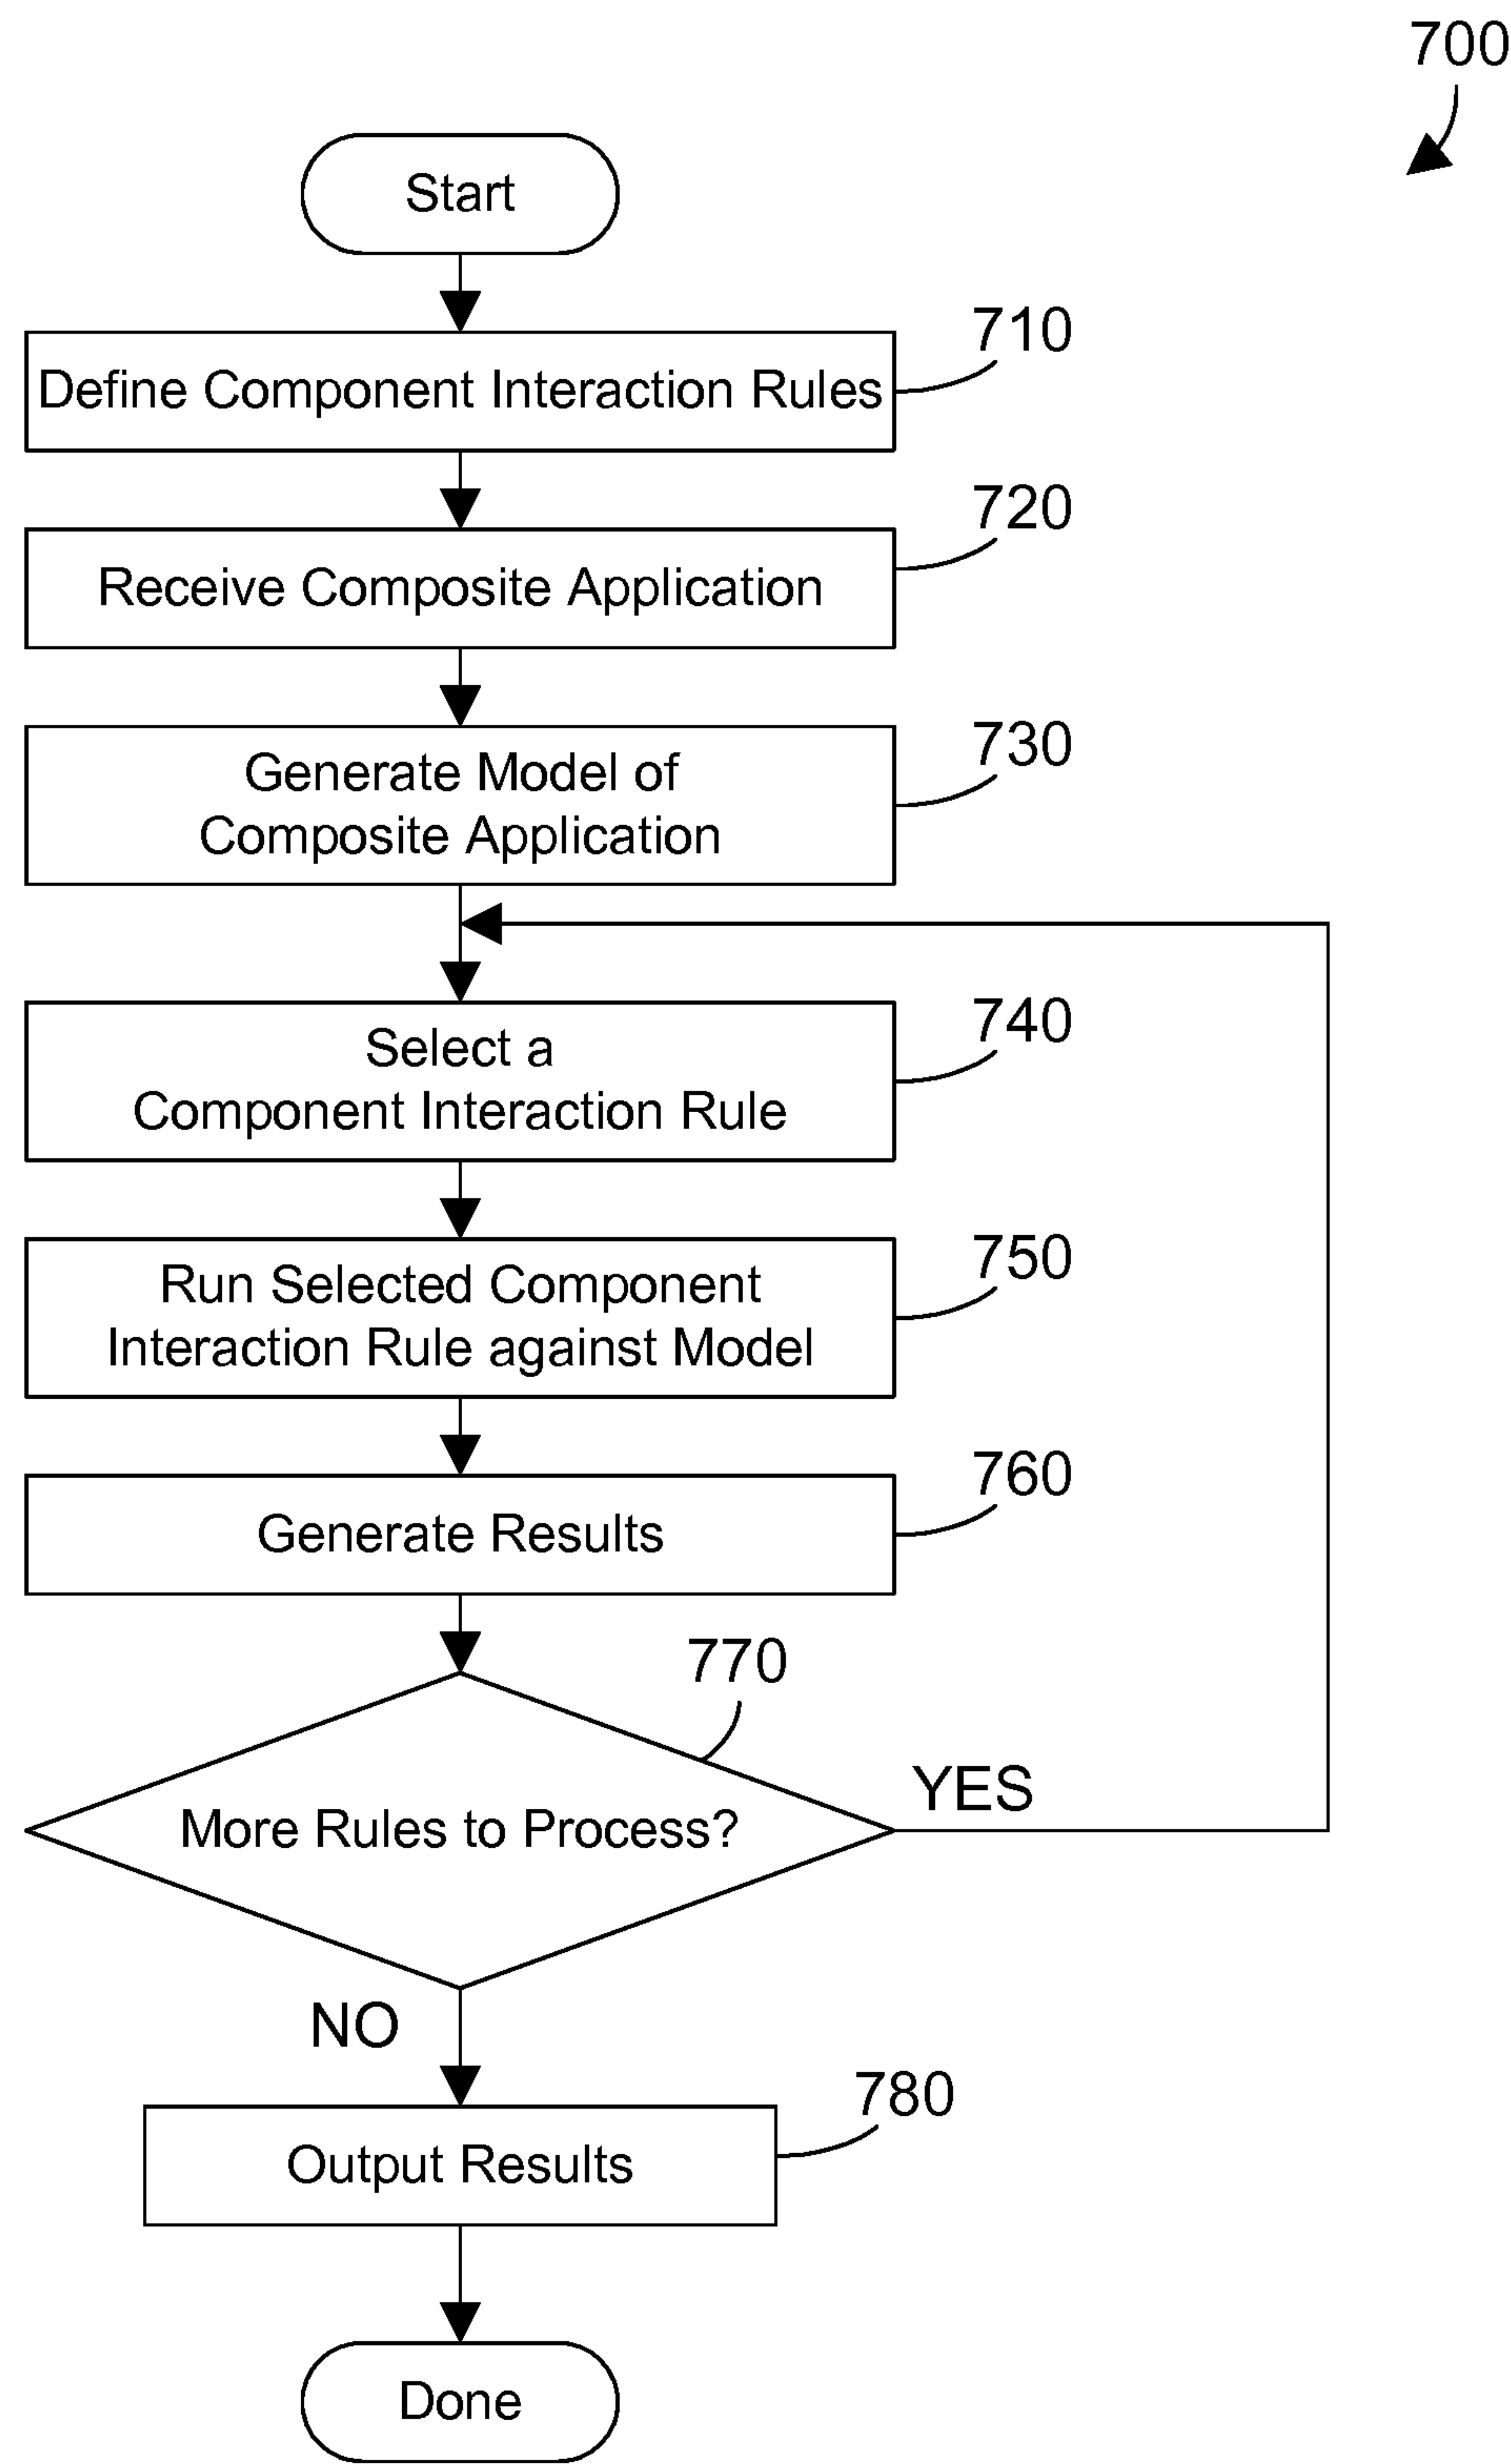 700
Start
710
Define Component Interaction Rules
720
Receive Composite Application
730
Generate Model of
Composite Application
740
Select a
Component Interaction Rule
750
Run Selected Component
Interaction Rule against Model
760
Generate Results
770
More Rules to Process?
YES
NO
780
Output Results
Done